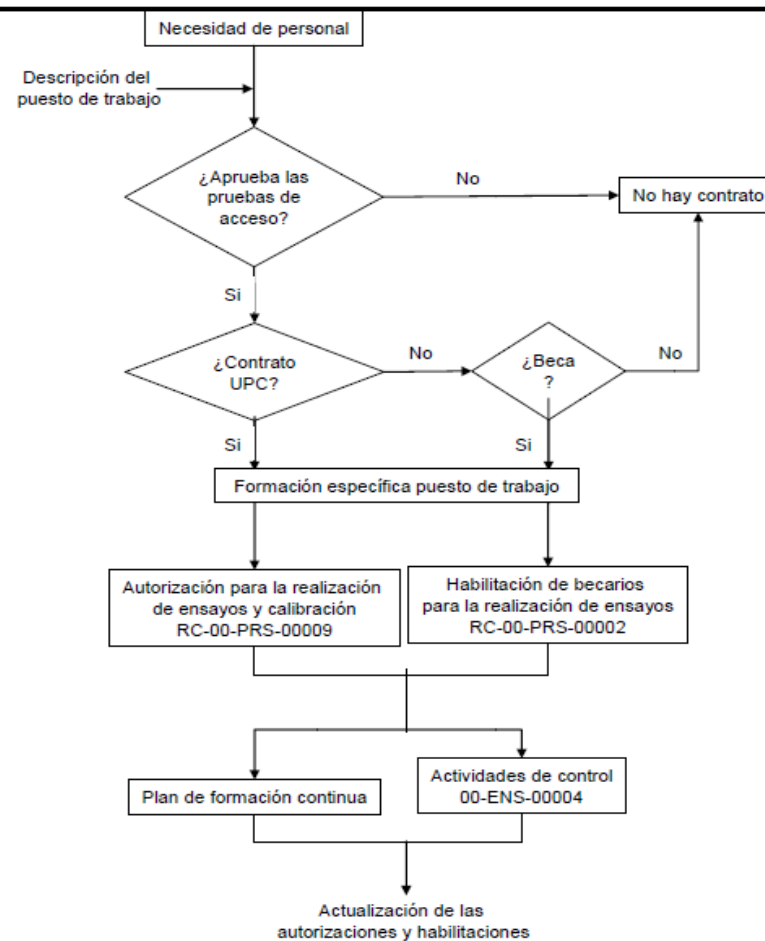 Necesidad de personal
Descripción del
puesto de trabajo
¿Aprueba las
pruebas de
acceso?
No
No hay contrato
Si
¿Contrato
UPC?
No
¿Beca
?
No
Si
Si
Formación específica puesto de trabajo
Autorización para la realización
de ensayos y calibración
RC-00-PRS-00009
Habilitación de becarios
para la realización de ensayos
RC-00-PRS-00002
Plan de formación continua
Actividades de control
00-ENS-00004
Actualización de las
autorizaciones y habilitaciones